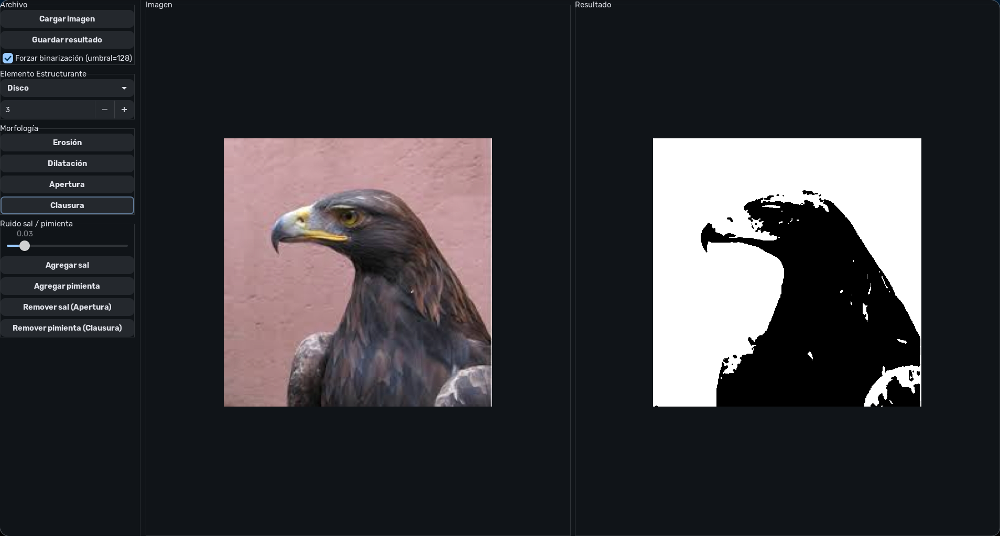 Archivo
Cargar imagen
Guardar resultado
Forzar binarización (umbral=128)
Elemento Estructurante
Disco
3
Morfología
Erosión
Dilatación
Apertura
Clausura
Ruido sal / pimienta
0.03
Agregar sal
Agregar pimienta
Remover sal (Apertura)
Remover pimienta (Clausura)
Imagen
Resultado